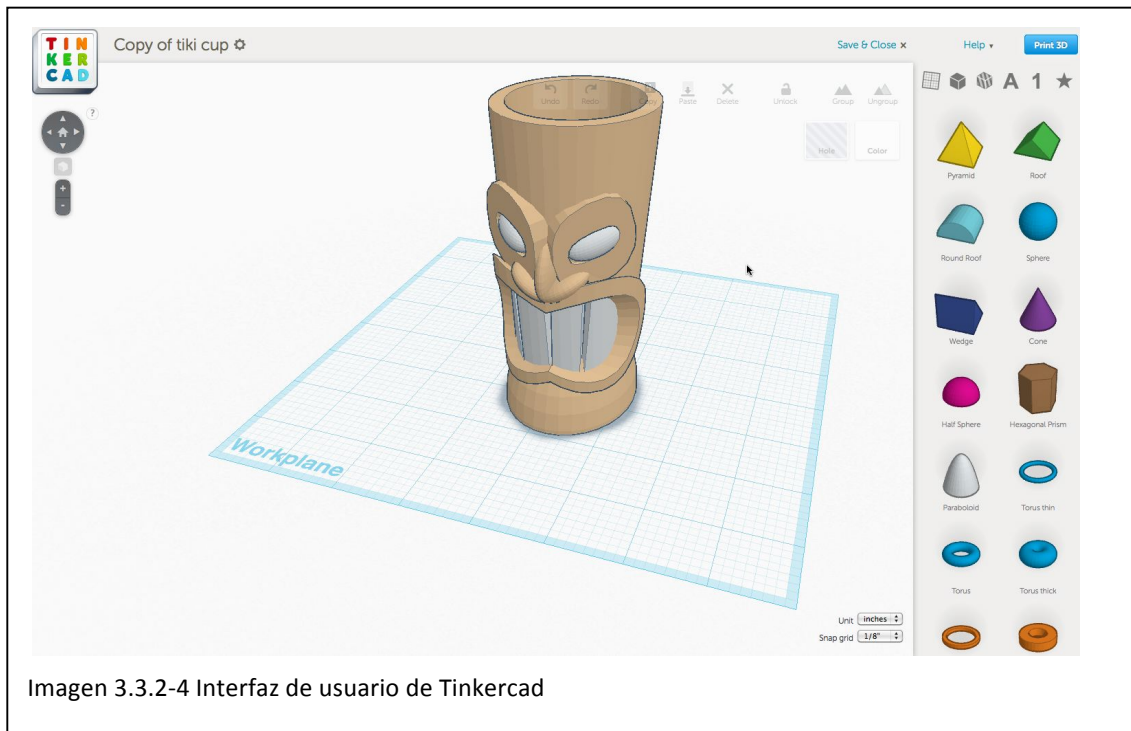 TIN
KER
CAD
Copy of tiki cup
Save & Close ×
Help
Print 3D
?
Undo Redo Copy Paste Delete Unlock Group Ungroup
A 1
Hole Color
+
-
Pyramid Roof
Round Roof Sphere
Wedge Cone
Half Sphere Hexagonal Prism
Paraboloid Torus thin
Torus Torus thick
Workplane
Unit inches
Snap grid 1/8"
Imagen 3.3.2-4 Interfaz de usuario de Tinkercad